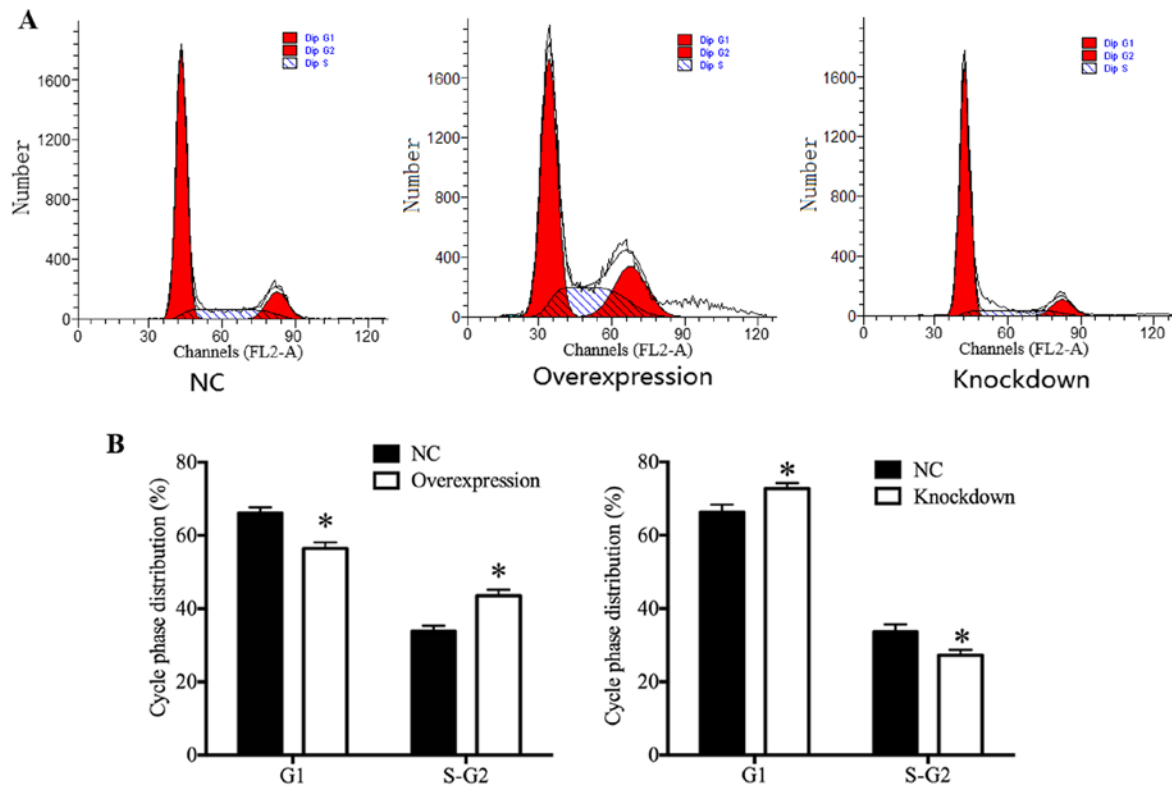 A
Number
1600
1200
800
400
0
Dip G1
Dip G2
Dip S
0 30 60 90 120
Channels (FL2-A)
NC
Number
1600
1200
800
400
0
Dip G1
Dip G2
Dip S
0 30 60 90 120
Channels (FL2-A)
Overexpression
Number
1600
1200
800
400
0
Dip G1
Dip G2
Dip S
0 30 60 90 120
Channels (FL2-A)
Knockdown
B
Cycle phase distribution (%)
80
60
40
20
0
NC
Overexpression
*
*
G1 S-G2
Cycle phase distribution (%)
80
60
40
20
0
NC
Knockdown
*
*
G1 S-G2